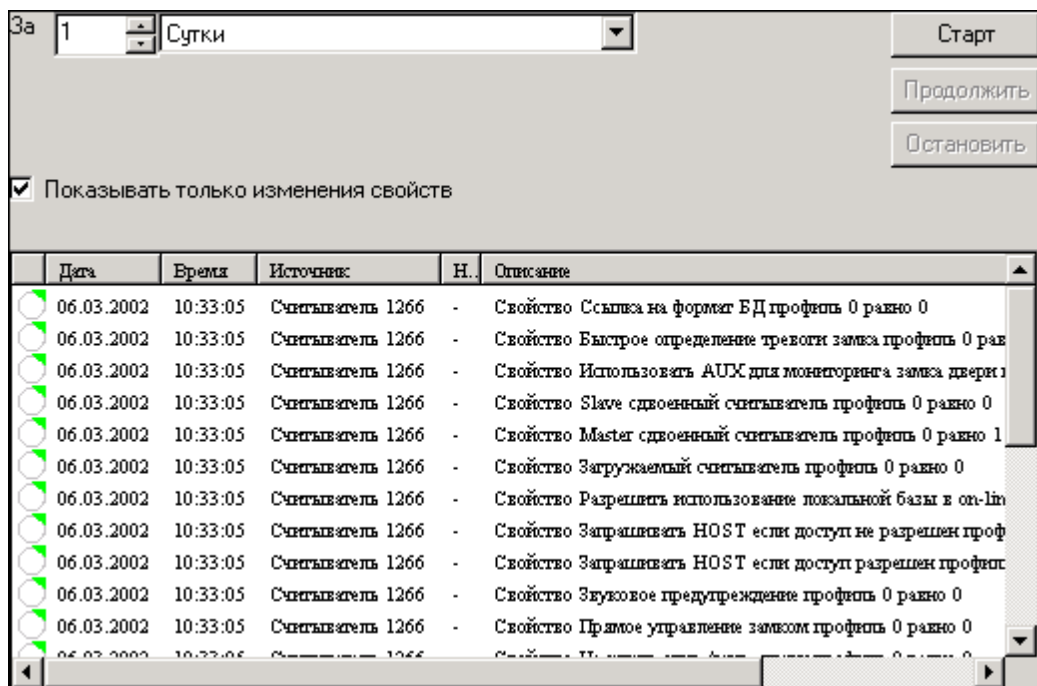 За 1 Сутки Старт
Продолжить
Остановить
Показывать только изменения свойств
Дата Время Источник Н.. Описание
06.03.2002 10:33:05 Считыватель 1266 - Свойство Ссылка на формат БД профиль 0 равно 0
06.03.2002 10:33:05 Считыватель 1266 - Свойство Быстрое определение тревоги замка профиль 0 рав
06.03.2002 10:33:05 Считыватель 1266 - Свойство Использовать AUX для мониторинга замка двери
06.03.2002 10:33:05 Считыватель 1266 - Свойство Slave сдвоенный считыватель профиль 0 равно 0
06.03.2002 10:33:05 Считыватель 1266 - Свойство Master сдвоенный считыватель профиль 0 равно 1
06.03.2002 10:33:05 Считыватель 1266 - Свойство Загружаемый считыватель профиль 0 равно 0
06.03.2002 10:33:05 Считыватель 1266 - Свойство Разрешить использование локальной базы в on-lin
06.03.2002 10:33:05 Считыватель 1266 - Свойство Запрашивать HOST если доступ не разрешен проф
06.03.2002 10:33:05 Считыватель 1266 - Свойство Запрашивать HOST если доступ разрешен профил
06.03.2002 10:33:05 Считыватель 1266 - Свойство Звуковое предупреждение профиль 0 равно 0
06.03.2002 10:33:05 Считыватель 1266 - Свойство Прямое управление замком профиль 0 равно 0
06.03.2002 10:33:05 Считыватель 1266